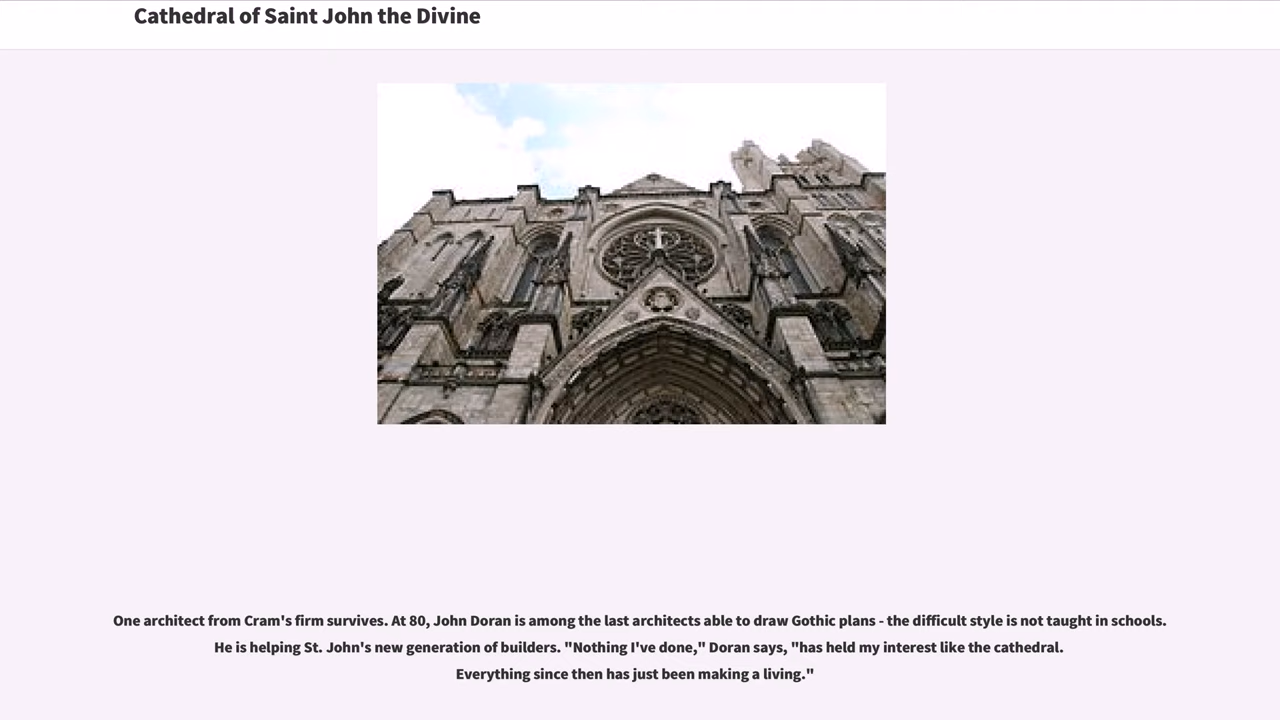 Cathedral of Saint John the Divine
One architect from Cram's firm survives. At 80, John Doran is among the last architects able to draw Gothic plans - the difficult style is not taught in schools.
He is helping St. John's new generation of builders. "Nothing I've done," Doran says, "has held my interest like the cathedral.
Everything since then has just been making a living."